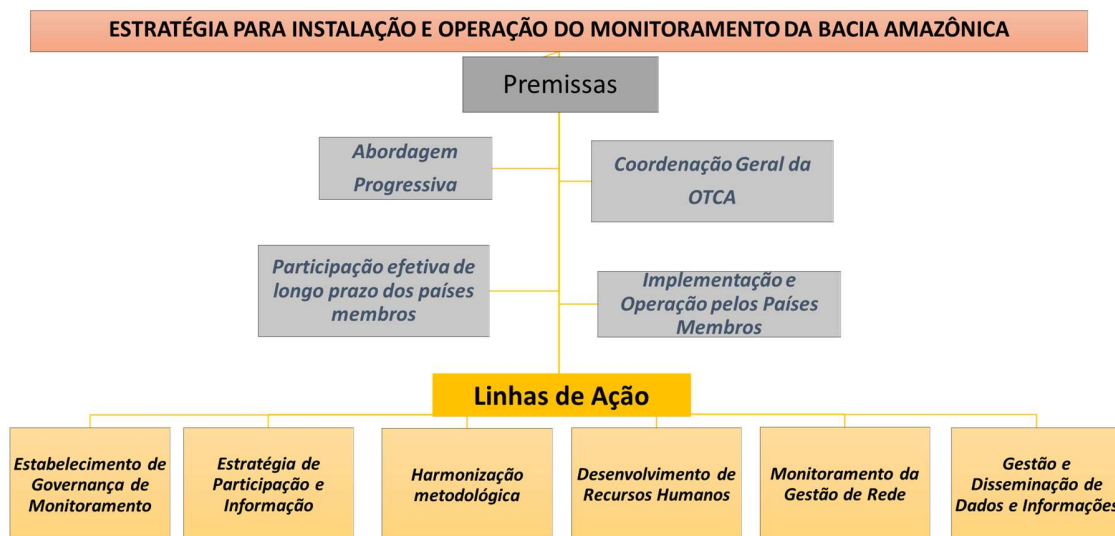 ESTRATÉGIA PARA INSTALAÇÃO E OPERAÇÃO DO MONITORAMENTO DA BACIA AMAZÔNICA
Premissas
Abordagem
Progressiva
Coordenação Geral da
OTCA
Participação efetiva de
longo prazo dos países
membros
Implementação e
Operação pelos Países
Membros
Linhas de Ação
Estabelecimento de
Governança de
Monitoramento
Estratégia de
Participação e
Informação
Harmonização
metodológica
Desenvolvimento de
Recursos Humanos
Monitoramento da
Gestão de Rede
Gestão e
Disseminação de
Dados e Informações